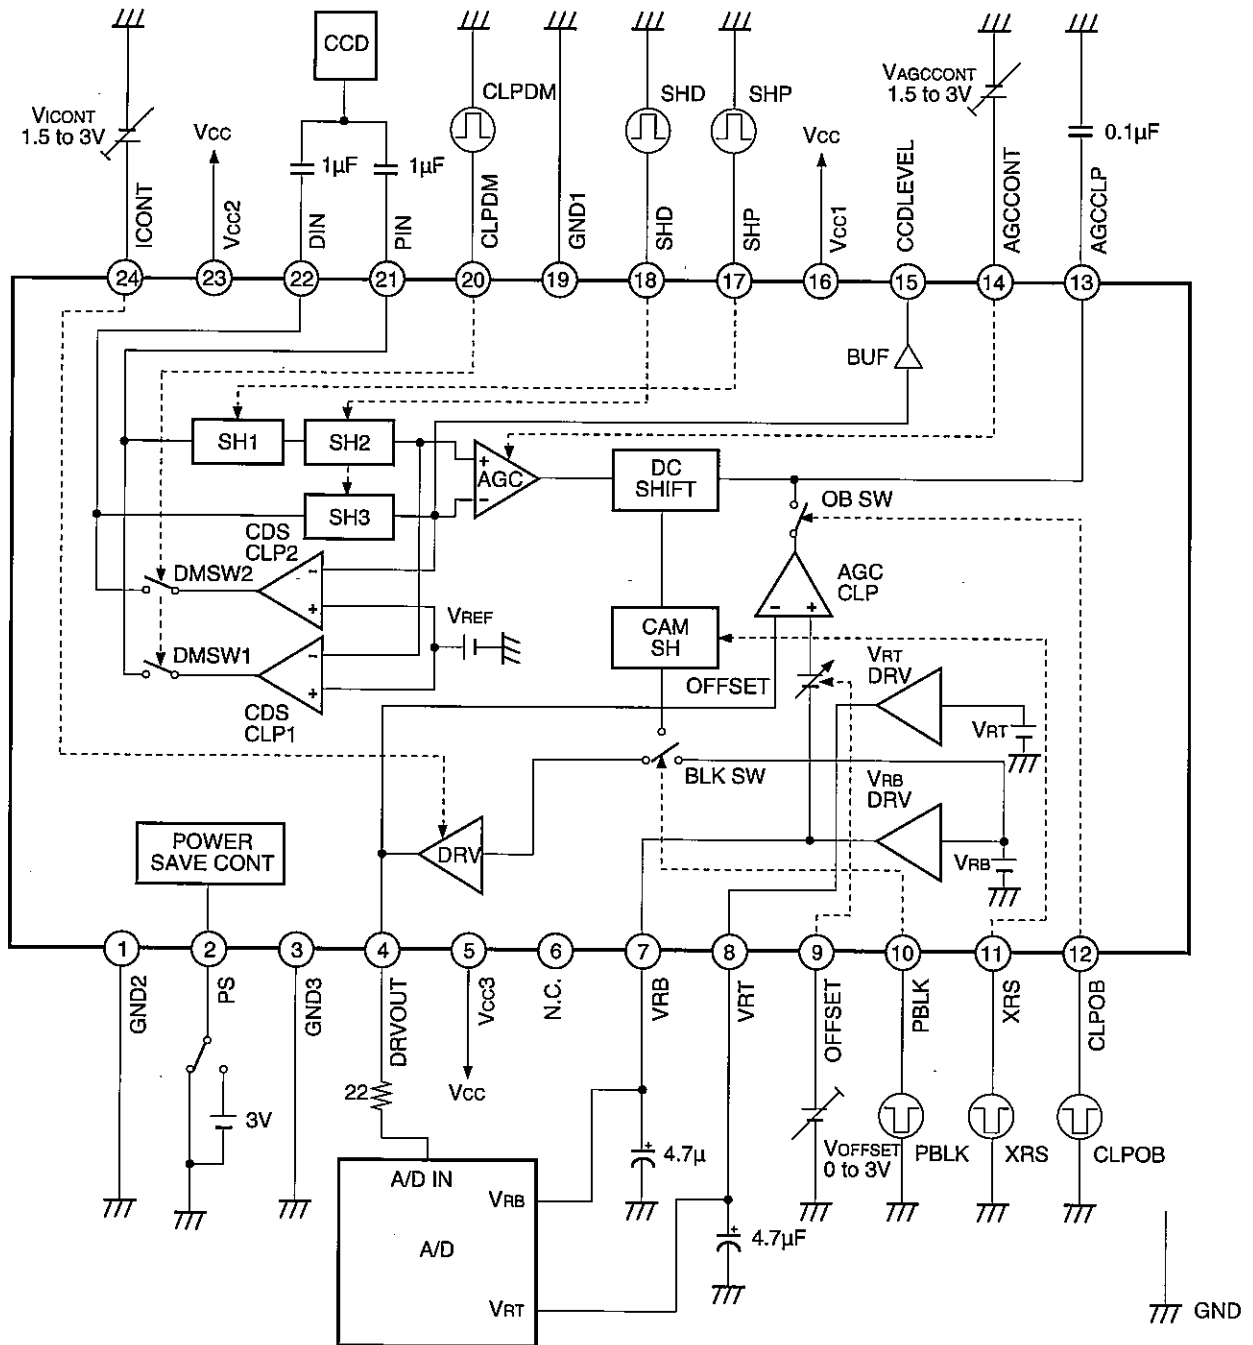 CCD
CLPDM
SHD
SHP
VAGCCONT
1.5 to 3V
VICONT
1.5 to 3V
VCC
1µF
1µF
VCC
0.1µF
ICONT
VCC2
DIN
PIN
CLPDM
GND1
SHD
SHP
VCC1
CCDLEVEL
AGCCONT
AGCCLP
24
23
22
21
20
19
18
17
16
15
14
13
BUF
SH1
SH2
AGC
+
−
DC
SHIFT
OB SW
SH3
CDS
CLP2
DMSW2
−
+
AGC
CLP
−
+
VREF
CAM
SH
DMSW1
−
+
CDS
CLP1
OFFSET
VRT
DRV
VRT
BLK SW
VRB
DRV
VRB
POWER
SAVE CONT
DRV
1
2
3
4
5
6
7
8
9
10
11
12
GND2
PS
GND3
DRVOUT
VCC3
N.C.
VRB
VRT
OFFSET
PBLK
XRS
CLPOB
22
VCC
3V
+
4.7µ
VOFFSET
0 to 3V
PBLK
XRS
CLPOB
A/D IN
VRB
A/D
+
4.7µF
VRT
GND